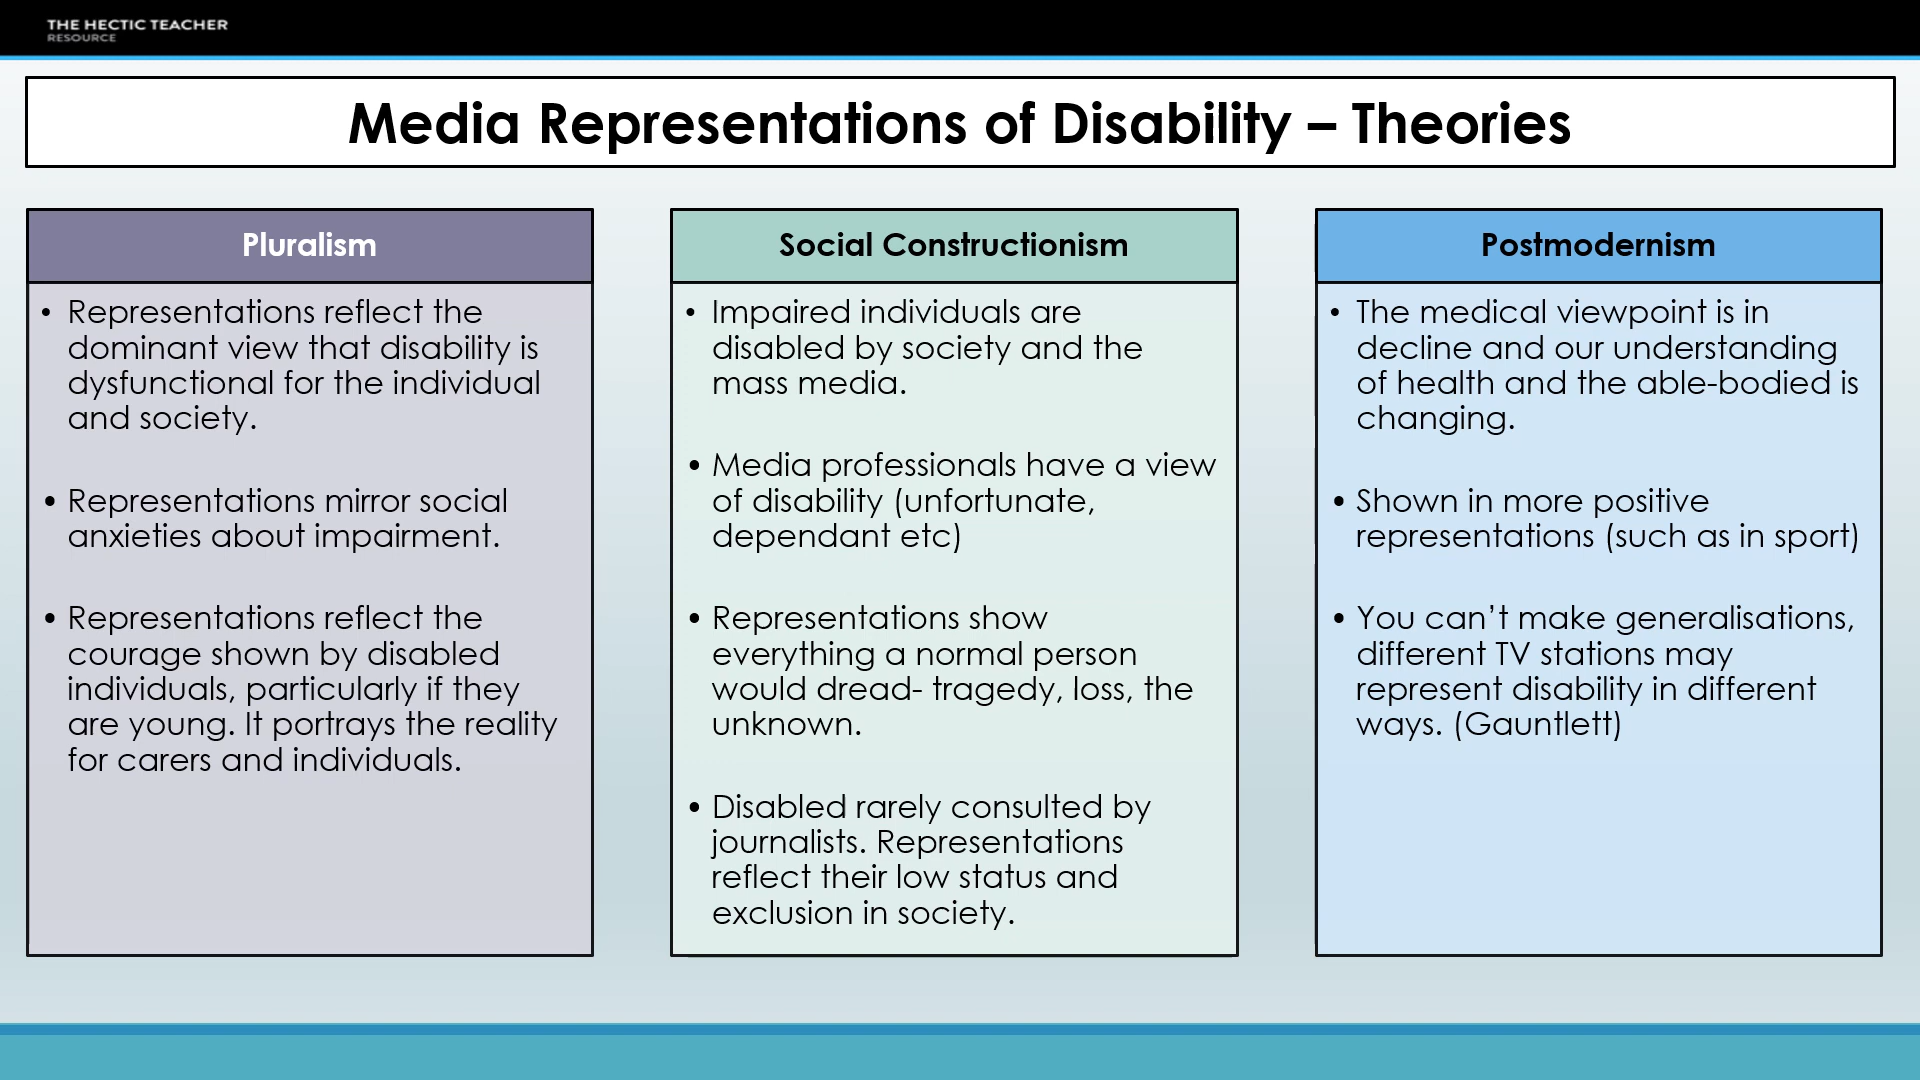 THE HECTIC TEACHER
RESOURCE
Media Representations of Disability – Theories
Pluralism
• Representations reflect the
dominant view that disability is
dysfunctional for the individual
and society.
• Representations mirror social
anxieties about impairment.
• Representations reflect the
courage shown by disabled
individuals, particularly if they
are young. It portrays the reality
for carers and individuals.
Social Constructionism
• Impaired individuals are
disabled by society and the
mass media.
• Media professionals have a view
of disability (unfortunate,
dependant etc)
• Representations show
everything a normal person
would dread- tragedy, loss, the
unknown.
• Disabled rarely consulted by
journalists. Representations
reflect their low status and
exclusion in society.
Postmodernism
• The medical viewpoint is in
decline and our understanding
of health and the able-bodied is
changing.
• Shown in more positive
representations (such as in sport)
• You can’t make generalisations,
different TV stations may
represent disability in different
ways. (Gauntlett)